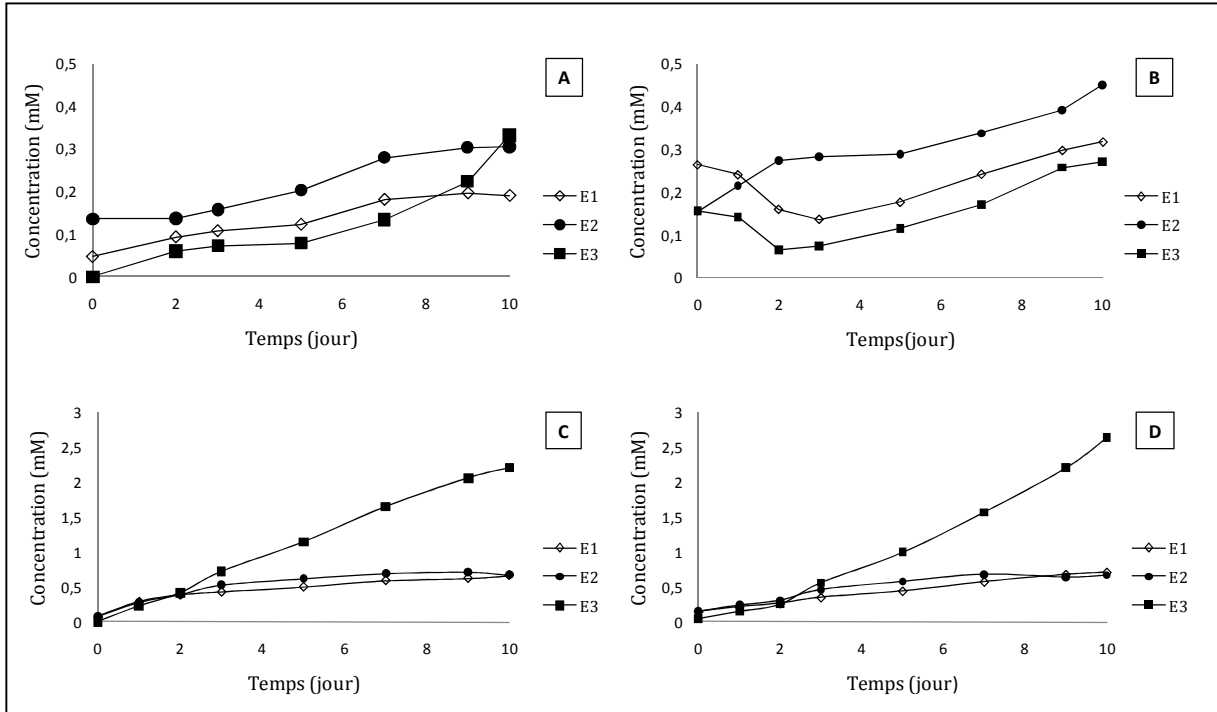 A
Concentration (mM)
0,5
0,4
0,3
0,2
0,1
0
0 2 4 6 8 10
Temps (jour)
E1
E2
E3
B
Concentration (mM)
0,5
0,4
0,3
0,2
0,1
0
0 2 4 6 8 10
Temps(jour)
E1
E2
E3
C
Concentration (mM)
3
2,5
2
1,5
1
0,5
0
0 2 4 6 8 10
Temps (jour)
E1
E2
E3
D
Concentration (mM)
3
2,5
2
1,5
1
0,5
0
0 2 4 6 8 10
Temps (jour)
E1
E2
E3